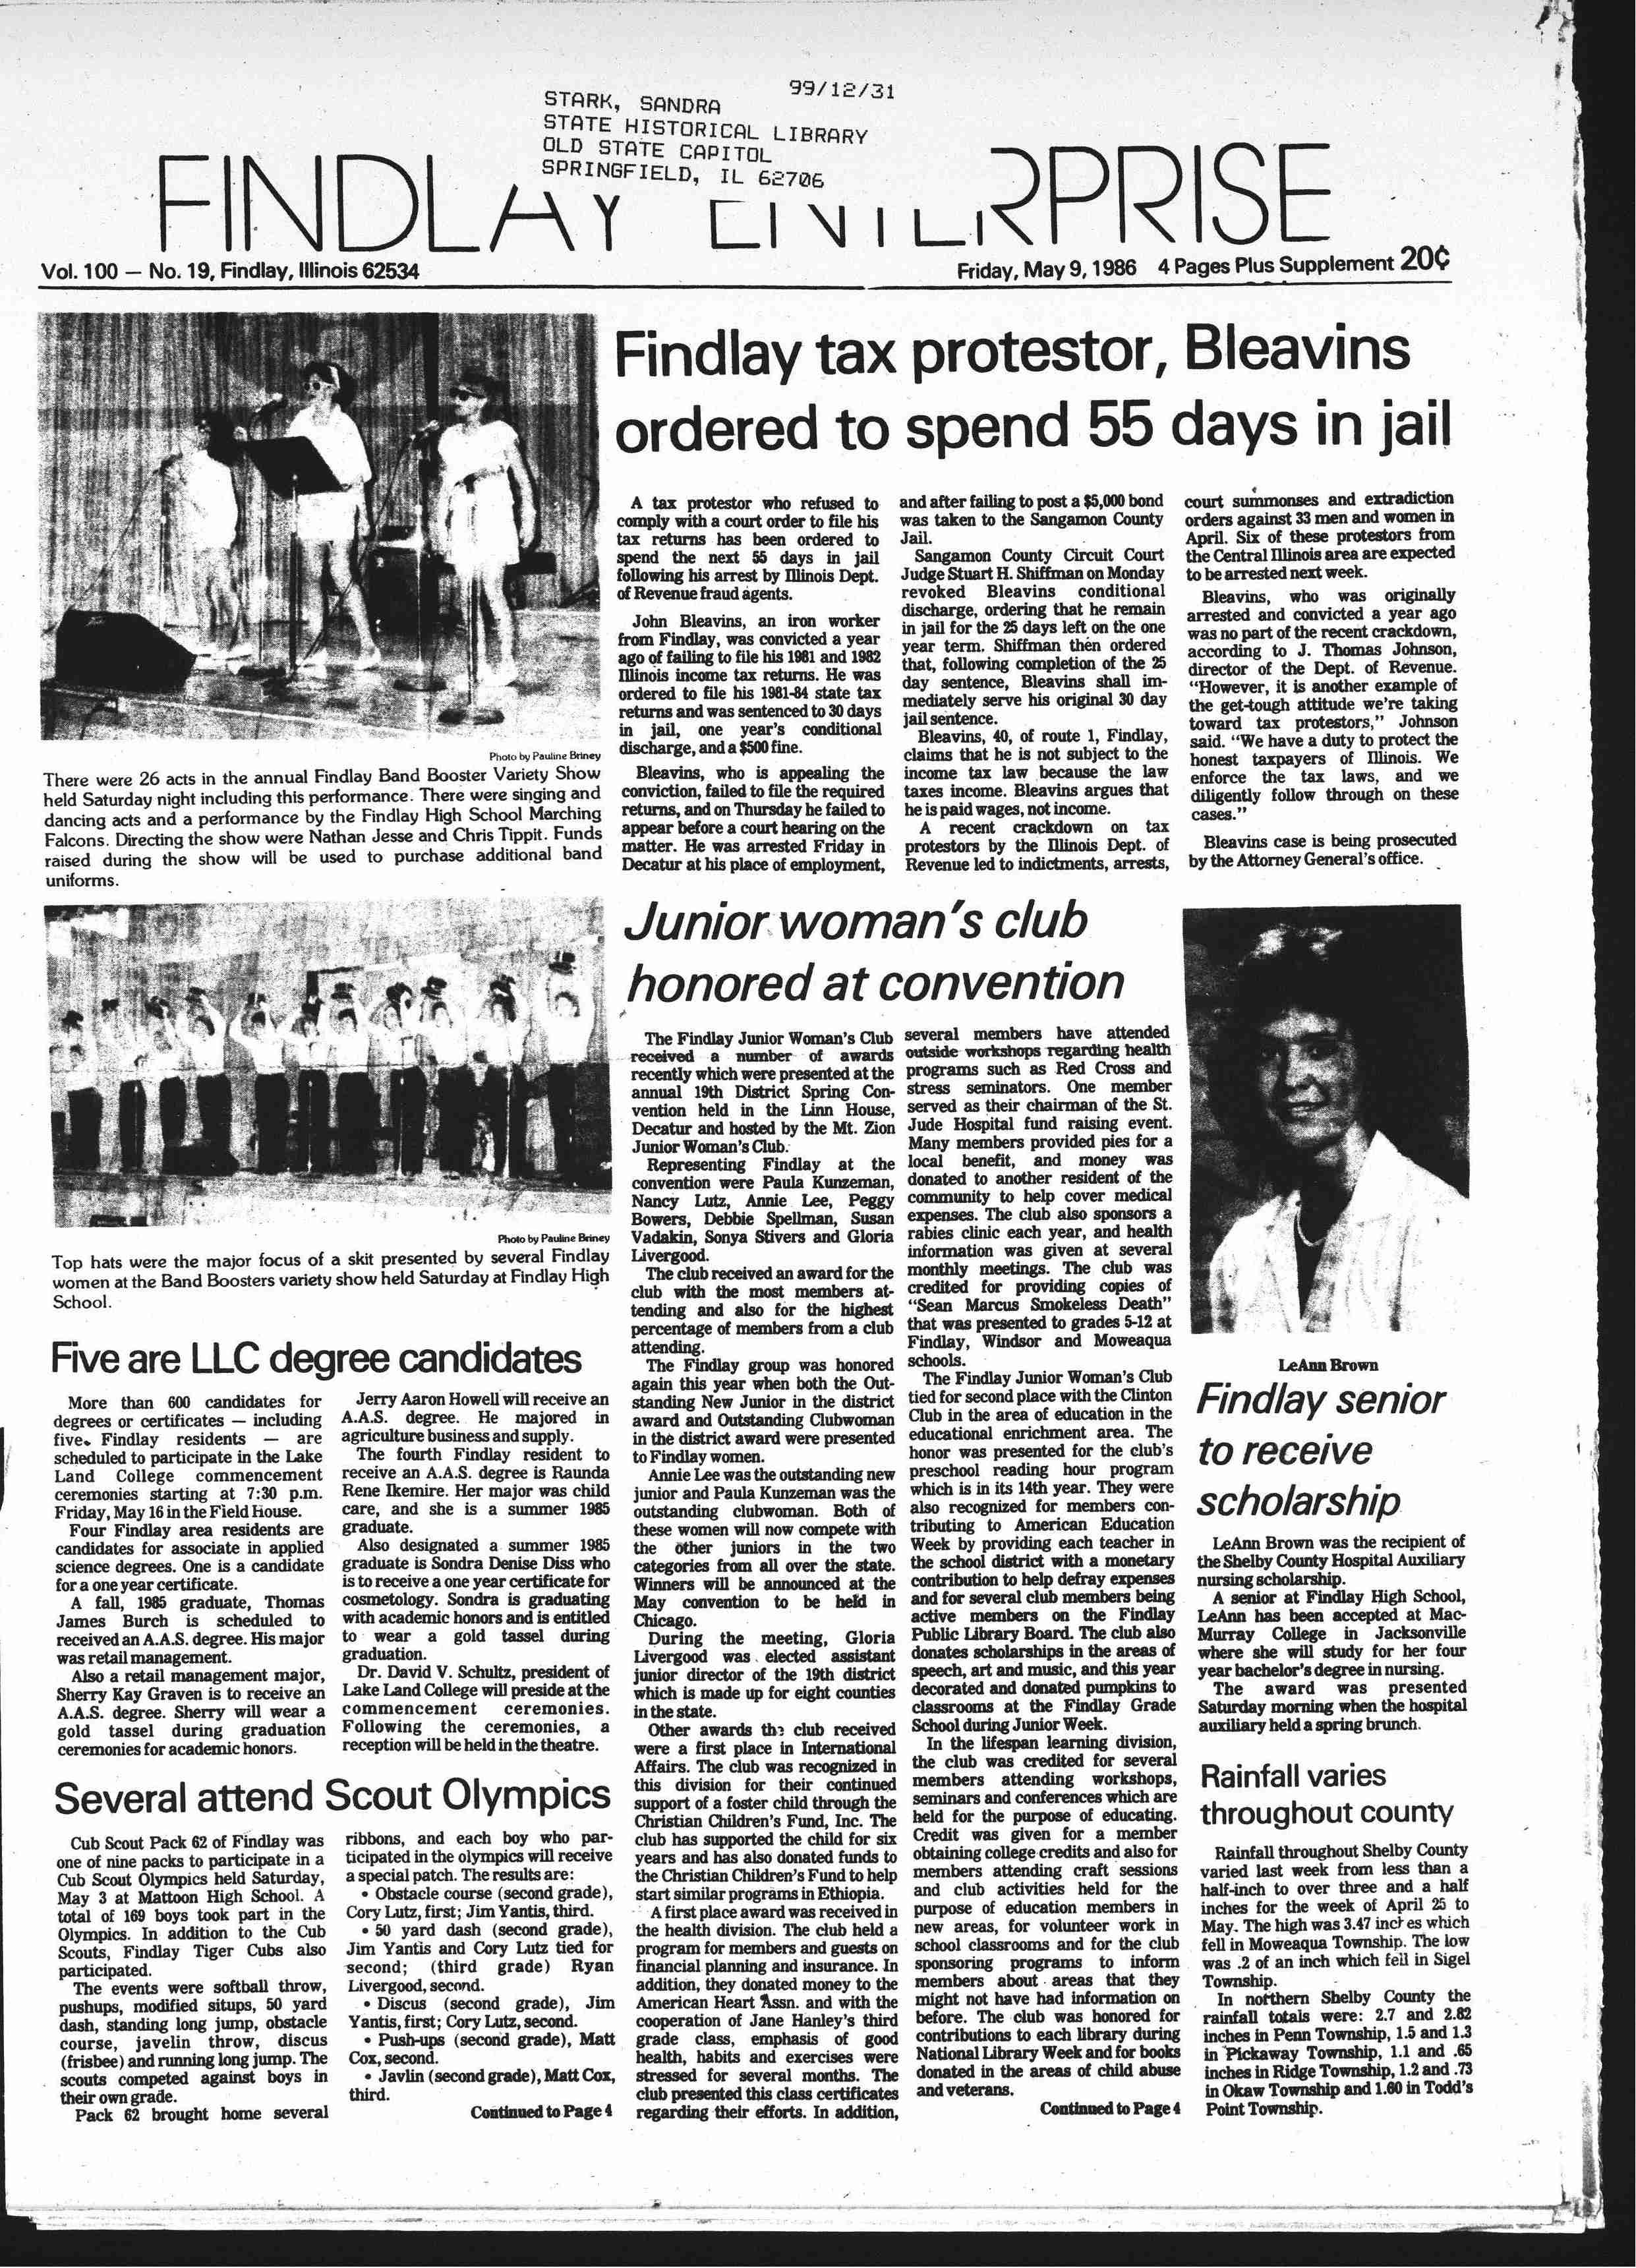 99/12/31
STARK, SANDRA
STATE HISTORICAL LIBRARY
OLD STATE CAPITOL
SPRINGFIELD, IL 62706
FINDLAY ENTERPRISE
Vol. 100 — No. 19, Findlay, Illinois 62534
Friday, May 9, 1986 4 Pages Plus Supplement 20¢
Photo by Pauline Briney
There were 26 acts in the annual Findlay Band Booster Variety Show
held Saturday night including this performance. There were singing and
dancing acts and a performance by the Findlay High School Marching
Falcons. Directing the show were Nathan Jesse and Chris Tippit. Funds
raised during the show will be used to purchase additional band
uniforms.
Findlay tax protestor, Bleavins
ordered to spend 55 days in jail
A tax protestor who refused to
comply with a court order to file his
tax returns has been ordered to
spend the next 55 days in jail
following his arrest by Illinois Dept.
of Revenue fraud agents.
John Bleavins, an iron worker
from Findlay, was convicted a year
ago of failing to file his 1981 and 1982
Illinois income tax returns. He was
ordered to file his 1981-84 state tax
returns and was sentenced to 30 days
in jail, one year's conditional
discharge, and a $500 fine.
Bleavins, who is appealing the
conviction, failed to file the required
returns, and on Thursday he failed to
appear before a court hearing on the
matter. He was arrested Friday in
Decatur at his place of employment,
and after failing to post a $5,000 bond
was taken to the Sangamon County
Jail.
Sangamon County Circuit Court
Judge Stuart H. Shiffman on Monday
revoked Bleavins conditional
discharge, ordering that he remain
in jail for the 25 days left on the one
year term. Shiffman then ordered
that, following completion of the 25
day sentence, Bleavins shall im-
mediately serve his original 30 day
jail sentence.
Bleavins, 40, of route 1, Findlay,
claims that he is not subject to the
income tax law because the law
taxes income. Bleavins argues that
he is paid wages, not income.
A recent crackdown on tax
protestors by the Illinois Dept. of
Revenue led to indictments, arrests,
court summonses and extradition
orders against 33 men and women in
April. Six of these protestors from
the Central Illinois area are expected
to be arrested next week.
Bleavins, who was originally
arrested and convicted a year ago
was no part of the recent crackdown,
according to J. Thomas Johnson,
director of the Dept. of Revenue.
"However, it is another example of
the get-tough attitude we're taking
toward tax protestors," Johnson
said. "We have a duty to protect the
honest taxpayers of Illinois. We
enforce the tax laws, and we
diligently follow through on these
cases."
Bleavins case is being prosecuted
by the Attorney General's office.
Photo by Pauline Briney
Top hats were the major focus of a skit presented by several Findlay
women at the Band Boosters variety show held Saturday at Findlay High
School.
Five are LLC degree candidates
More than 600 candidates for
degrees or certificates — including
five Findlay residents — are
scheduled to participate in the Lake
Land College commencement
ceremonies starting at 7:30 p.m.
Friday, May 16 in the Field House.
Four Findlay area residents are
candidates for associate in applied
science degrees. One is a candidate
for a one year certificate.
A fall, 1985 graduate, Thomas
James Burch is scheduled to
received an A.A.S. degree. His major
was retail management.
Also a retail management major,
Sherry Kay Graven is to receive an
A.A.S. degree. Sherry will wear a
gold tassel during graduation
ceremonies for academic honors.
Jerry Aaron Howell will receive an
A.A.S. degree. He majored in
agriculture business and supply.
The fourth Findlay resident to
receive an A.A.S. degree is Raunda
Rene Ikemire. Her major was child
care, and she is a summer 1985
graduate.
Also designated a summer 1985
graduate is Sondra Denise Diss who
is to receive a one year certificate for
cosmetology. Sondra is graduating
with academic honors and is entitled
to wear a gold tassel during
graduation.
Dr. David V. Schultz, president of
Lake Land College will preside at the
commencement ceremonies.
Following the ceremonies, a
reception will be held in the theatre.
Several attend Scout Olympics
Cub Scout Pack 62 of Findlay was
one of nine packs to participate in a
Cub Scout Olympics held Saturday,
May 3 at Mattoon High School. A
total of 169 boys took part in the
Olympics. In addition to the Cub
Scouts, Findlay Tiger Cubs also
participated.
The events were softball throw,
pushups, modified situps, 50 yard
dash, standing long jump, obstacle
course, javelin throw, discus
(frisbee) and running long jump. The
scouts competed against boys in
their own grade.
Pack 62 brought home several
ribbons, and each boy who par-
ticipated in the olympics will receive
a special patch. The results are:
• Obstacle course (second grade),
Cory Lutz, first; Jim Yantis, third.
• 50 yard dash (second grade),
Jim Yantis and Cory Lutz tied for
second; (third grade) Ryan
Livergood, second.
• Discus (second grade), Jim
Yantis, first; Cory Lutz, second.
• Push-ups (second grade), Matt
Cox, second.
• Javlin (second grade), Matt Cox,
third.
Continued to Page 4
Junior woman's club
honored at convention
The Findlay Junior Woman's Club
received a number of awards
recently which were presented at the
annual 19th District Spring Con-
vention held in the Linn House,
Decatur and hosted by the Mt. Zion
Junior Woman's Club.
Representing Findlay at the
convention were Paula Kunzeman,
Nancy Lutz, Annie Lee, Peggy
Bowers, Debbie Spellman, Susan
Vadakin, Sonya Stivers and Gloria
Livergood.
The club received an award for the
club with the most members at-
tending and also for the highest
percentage of members from a club
attending.
The Findlay group was honored
again this year when both the Out-
standing New Junior in the district
award and Outstanding Clubwoman
in the district award were presented
to Findlay women.
Annie Lee was the outstanding new
junior and Paula Kunzeman was the
outstanding clubwoman. Both of
these women will now compete with
the other juniors in the two
categories from all over the state.
Winners will be announced at the
May convention to be held in
Chicago.
During the meeting, Gloria
Livergood was elected assistant
junior director of the 19th district
which is made up for eight counties
in the state.
Other awards the club received
were a first place in International
Affairs. The club was recognized in
this division for their continued
support of a foster child through the
Christian Children's Fund, Inc. The
club has supported the child for six
years and has also donated funds to
the Christian Children's Fund to help
start similar programs in Ethiopia.
A first place award was received in
the health division. The club held a
program for members and guests on
financial planning and insurance. In
addition, they donated money to the
American Heart Assn. and with the
cooperation of Jane Hanley's third
grade class, emphasis of good
health, habits and exercises were
stressed for several months. The
club presented this class certificates
regarding their efforts. In addition,
several members have attended
outside workshops regarding health
programs such as Red Cross and
stress seminators. One member
served as their chairman of the St.
Jude Hospital fund raising event.
Many members provided pies for a
local benefit, and money was
donated to another resident of the
community to help cover medical
expenses. The club also sponsors a
rabies clinic each year, and health
information was given at several
monthly meetings. The club was
credited for providing copies of
"Sean Marcus Smokeless Death"
that was presented to grades 5-12 at
Findlay, Windsor and Moweaqua
schools.
The Findlay Junior Woman's Club
tied for second place with the Clinton
Club in the area of education in the
educational enrichment area. The
honor was presented for the club's
preschool reading hour program
which is in its 14th year. They were
also recognized for members con-
tributing to American Education
Week by providing each teacher in
the school district with a monetary
contribution to help defray expenses
and for several club members being
active members on the Findlay
Public Library Board. The club also
donates scholarships in the areas of
speech, art and music, and this year
decorated and donated pumpkins to
classrooms at the Findlay Grade
School during Junior Week.
In the lifespan learning division,
the club was credited for several
members attending workshops,
seminars and conferences which are
held for the purpose of educating.
Credit was given for a member
obtaining college credits and also for
members attending craft sessions
and club activities held for the
purpose of education members in
new areas, for volunteer work in
school classrooms and for the club
sponsoring programs to inform
members about areas that they
might not have had information on
before. The club was honored for
contributions to each library during
National Library Week and for books
donated in the areas of child abuse
and veterans.
Continued to Page 4
LeAnn Brown
Findlay senior
to receive
scholarship
LeAnn Brown was the recipient of
the Shelby County Hospital Auxiliary
nursing scholarship.
A senior at Findlay High School,
LeAnn has been accepted at Mac-
Murray College in Jacksonville
where she will study for her four
year bachelor's degree in nursing.
The award was presented
Saturday morning when the hospital
auxiliary held a spring brunch.
Rainfall varies
throughout county
Rainfall throughout Shelby County
varied last week from less than a
half-inch to over three and a half
inches for the week of April 25 to
May. The high was 3.47 inches which
fell in Moweaqua Township. The low
was .2 of an inch which fell in Sigel
Township.
In northern Shelby County the
rainfall totals were: 2.7 and 2.82
inches in Penn Township, 1.5 and 1.3
in Pickaway Township, 1.1 and .65
inches in Ridge Township, 1.2 and .73
in Okaw Township and 1.60 in Todd's
Point Township.